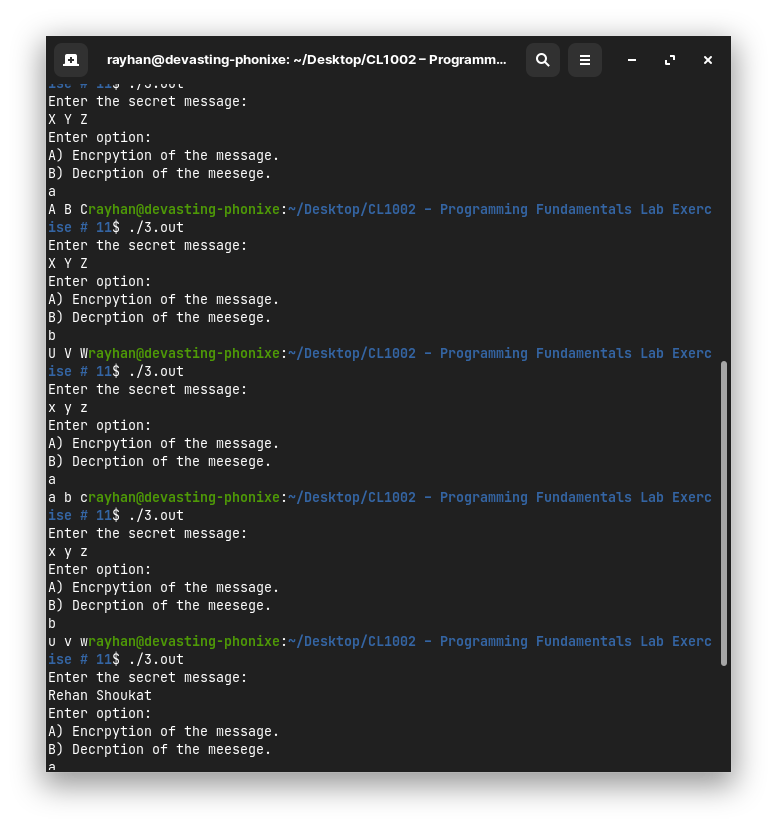 rayhan@devasting-phonixe: ~/Desktop/CL1002 – Programm...
ise # 11$ ./3.out
Enter the secret message:
X Y Z
Enter option:
A) Encrpytion of the message.
B) Decrption of the meesege.
a
A B Crayhan@devasting-phonixe:~/Desktop/CL1002 – Programming Fundamentals Lab Exerc
ise # 11$ ./3.out
Enter the secret message:
X Y Z
Enter option:
A) Encrpytion of the message.
B) Decrption of the meesege.
b
U V Wrayhan@devasting-phonixe:~/Desktop/CL1002 – Programming Fundamentals Lab Exerc
ise # 11$ ./3.out
Enter the secret message:
x y z
Enter option:
A) Encrpytion of the message.
B) Decrption of the meesege.
a
a b crayhan@devasting-phonixe:~/Desktop/CL1002 – Programming Fundamentals Lab Exerc
ise # 11$ ./3.out
Enter the secret message:
x y z
Enter option:
A) Encrpytion of the message.
B) Decrption of the meesege.
b
u v wrayhan@devasting-phonixe:~/Desktop/CL1002 – Programming Fundamentals Lab Exerc
ise # 11$ ./3.out
Enter the secret message:
Rehan Shoukat
Enter option:
A) Encrpytion of the message.
B) Decrption of the meesege.
a